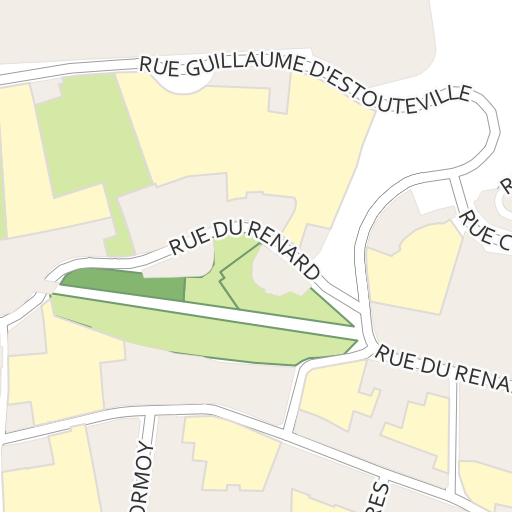 RUE GUILLAUME D'ESTOUTEVILLE
R
RUE C
RUE DU RENARD
RUE DU RENA
ORMOY
RES